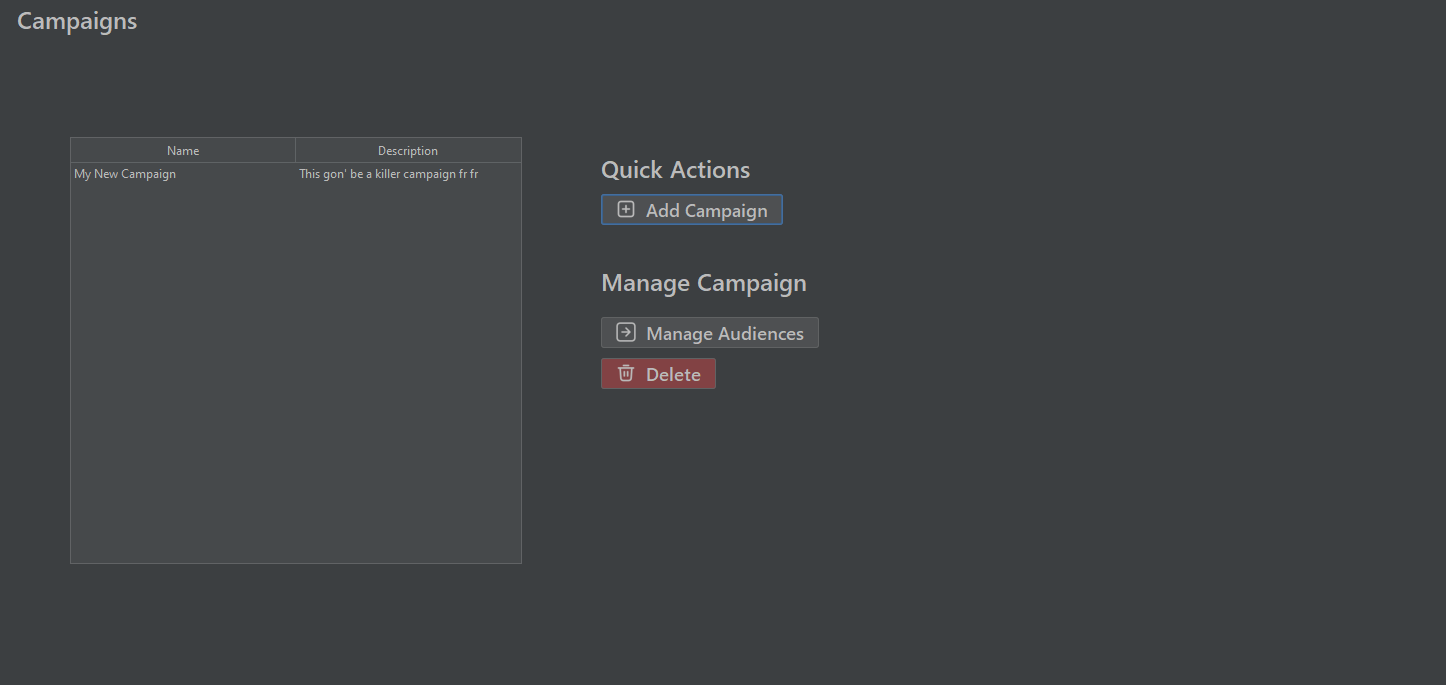 Campaigns
Name Description
My New Campaign This gon' be a killer campaign fr fr
Quick Actions
Add Campaign
Manage Campaign
Manage Audiences
Delete